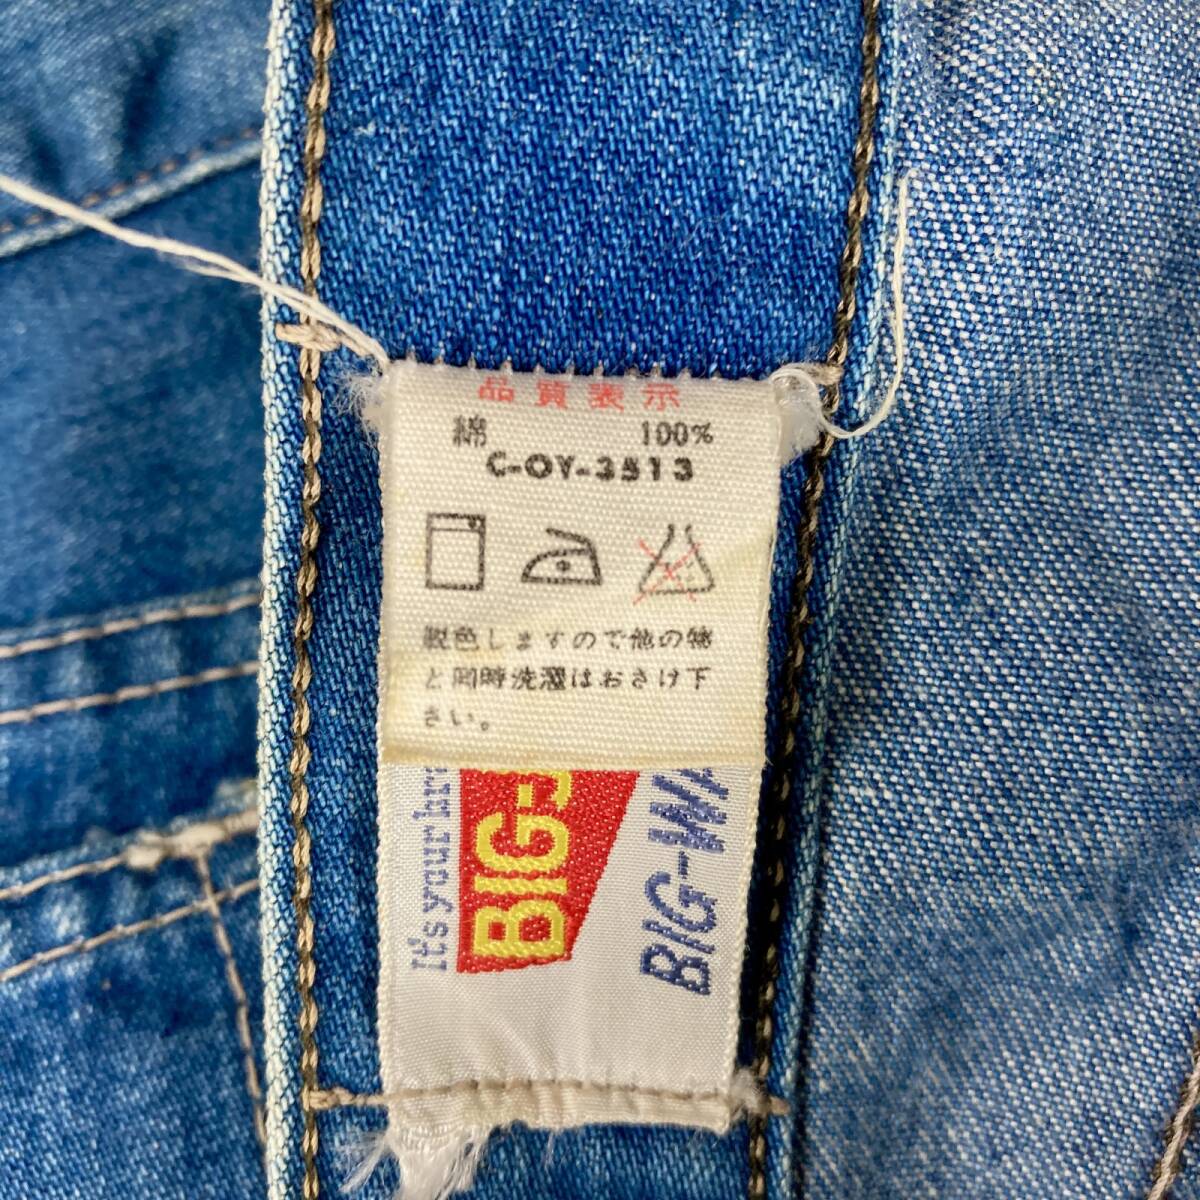 品質表示
綿 100%
C-OY-3513
脱色しますので他の物
と同時洗濯はおさけ下
さい。
It's your bra
BIG-J
BIG-WA